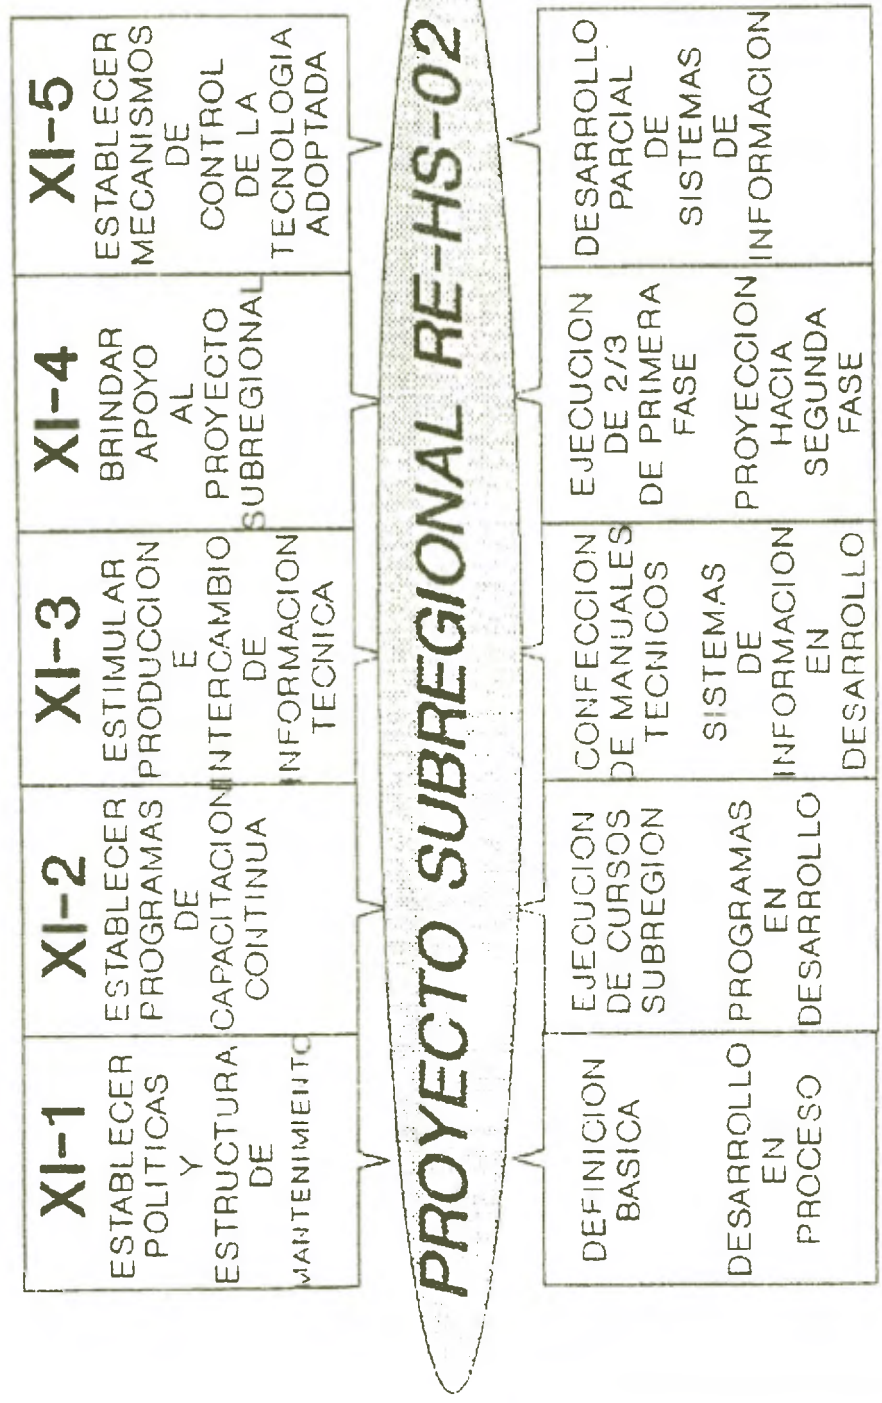 XI-1
ESTABLECER
POLITICAS
Y
ESTRUCTURA
DE
MANTENIMIENTO
XI-2
ESTABLECER
PROGRAMAS
DE
CAPACITACION
CONTINUA
XI-3
ESTIMULAR
PRODUCCION
E
INTERCAMBIO
DE
INFORMACION
TECNICA
XI-4
BRINDAR
APOYO
AL
PROYECTO
SUBREGIONAL
XI-5
ESTABLECER
MECANISMOS
DE
CONTROL
DE LA
TECNOLOGIA
ADOPTADA
PROYECTO SUBREGIONAL RE-HS-02
DEFINICION
BASICA
DESARROLLO
EN
PROCESO
EJECUCION
DE CURSOS
SUBREGION
PROGRAMAS
EN
DESARROLLO
CONFECCION
DE MANUALES
TECNICOS
SISTEMAS
DE
INFORMACION
EN
DESARROLLO
EJECUCION
DE 2/3
DE PRIMERA
FASE
PROYECCION
HACIA
SEGUNDA
FASE
DESARROLLO
PARCIAL
DE
SISTEMAS
DE
INFORMACION